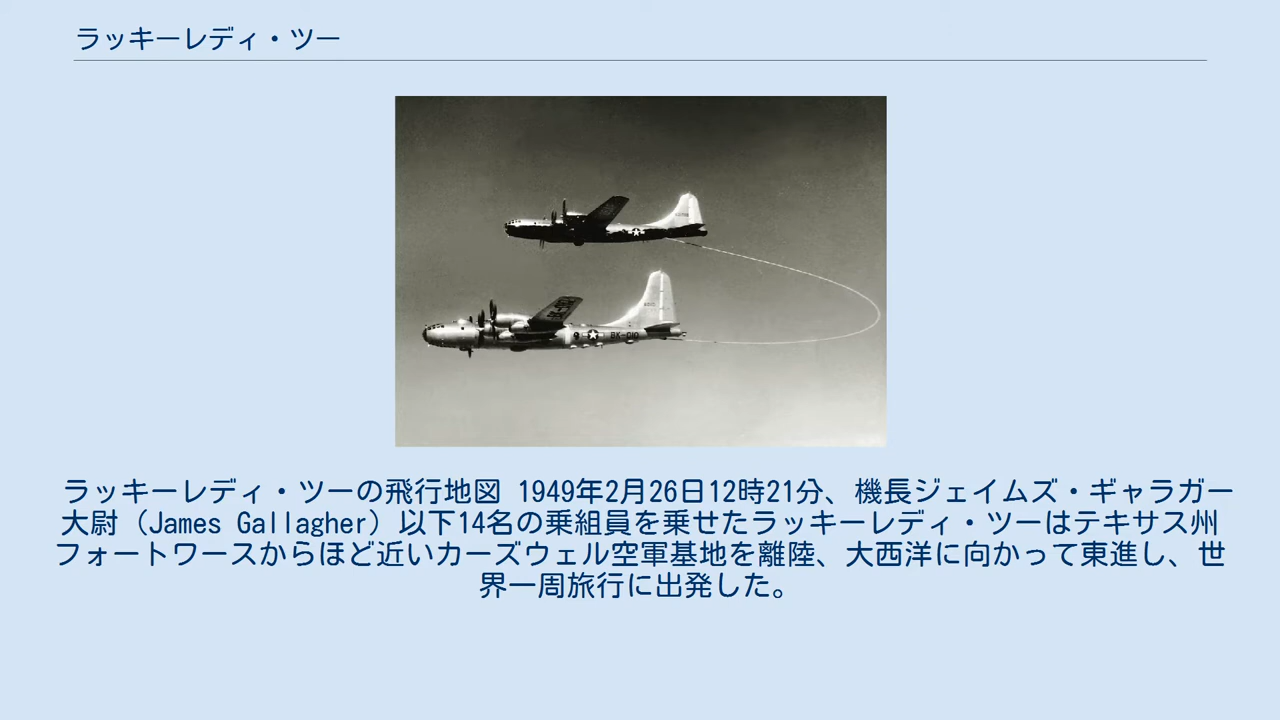 ラッキーレディ・ツー
BK-010
ラッキーレディ・ツーの飛行地図 1949年2月26日12時21分、機長ジェイムズ・ギャラガー
大尉（James Gallagher）以下14名の乗組員を乗せたラッキーレディ・ツーはテキサス州
フォートワースからほど近いカーズウェル空軍基地を離陸、大西洋に向かって東進し、世
界一周旅行に出発した。